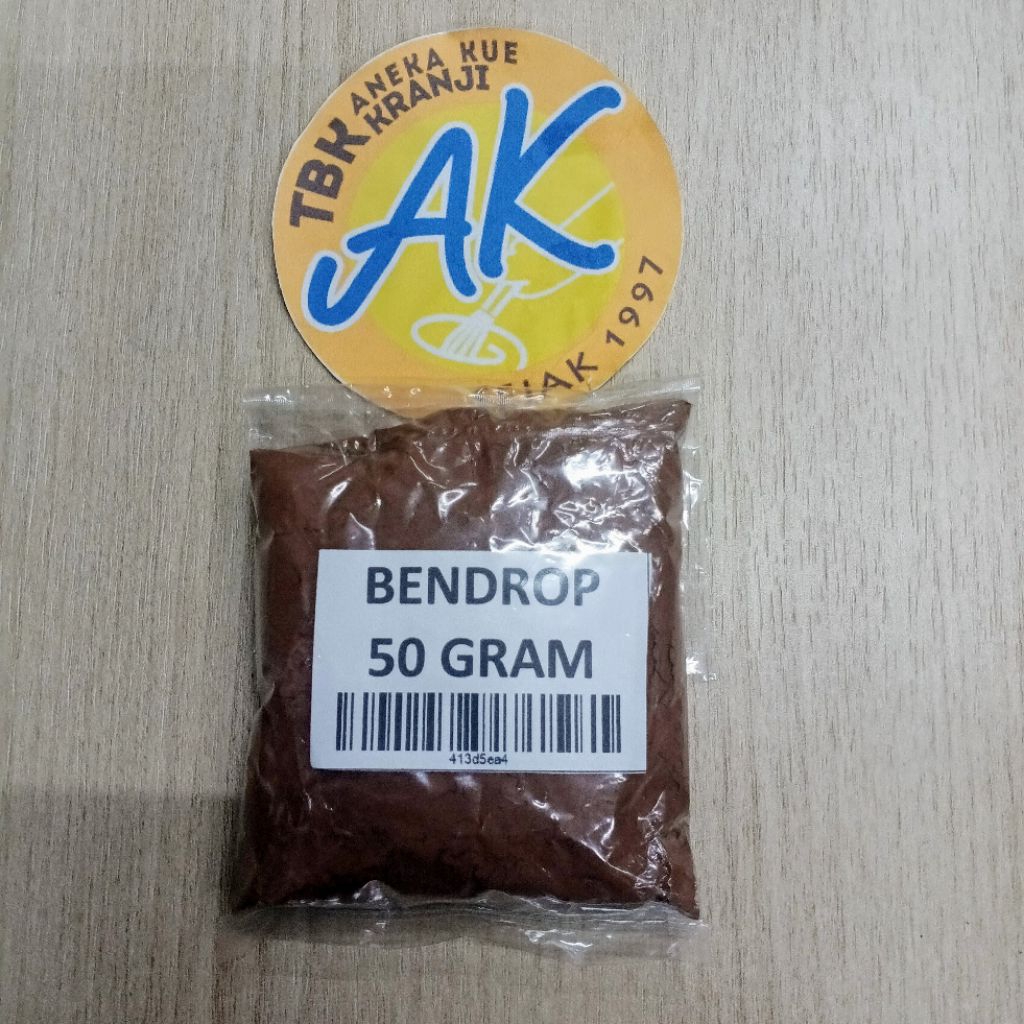 TBK ANEKA KUE
KRANJI
AK
1997
BENDROP
50 GRAM
413d5ea4